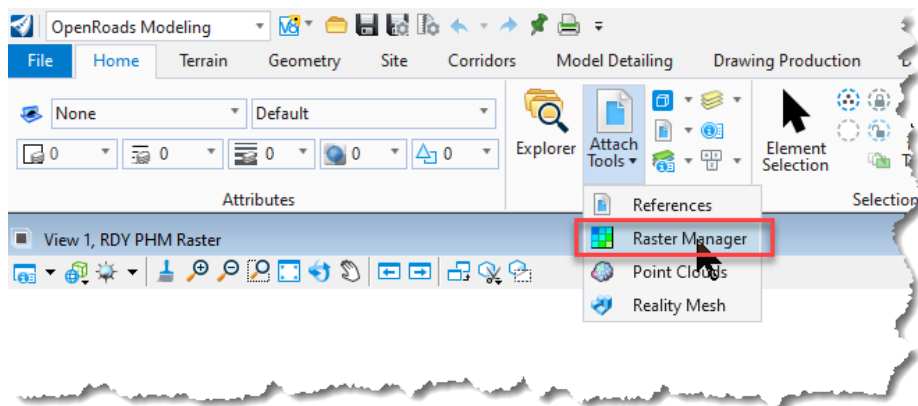 OpenRoads Modeling
File Home Terrain Geometry Site Corridors Model Detailing Drawing Production
None Default
0 0 0 0 0
Explorer Attach Tools Element Selection
Attributes Selection
References
Raster Manager
Point Clouds
Reality Mesh
View 1, RDY PHM Raster